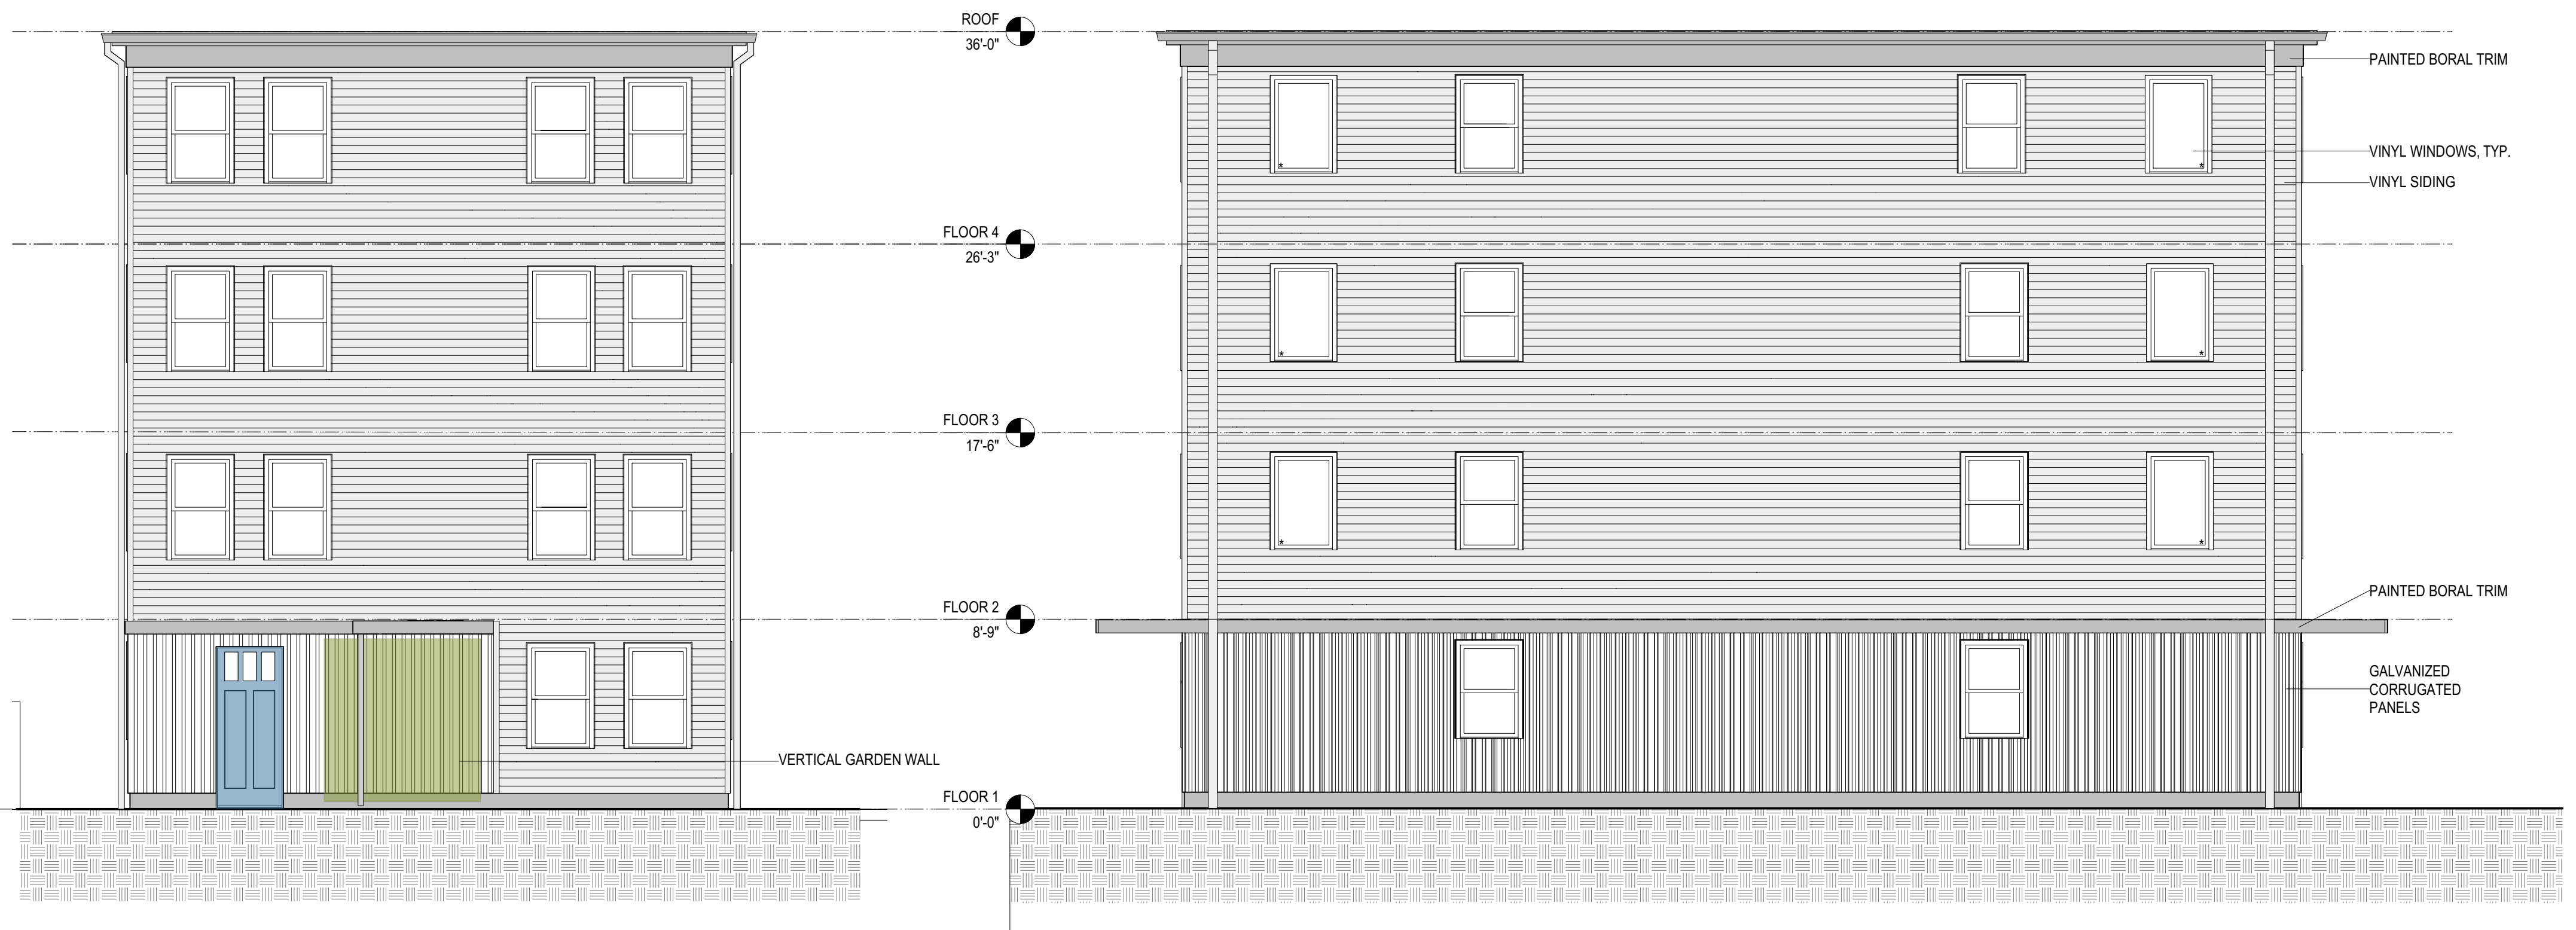 ROOF
36'-0"
PAINTED BORAL TRIM
VINYL WINDOWS, TYP.
VINYL SIDING
FLOOR 4
26'-3"
FLOOR 3
17'-6"
FLOOR 2
8'-9"
PAINTED BORAL TRIM
GALVANIZED
CORRUGATED
PANELS
VERTICAL GARDEN WALL
FLOOR 1
0'-0"